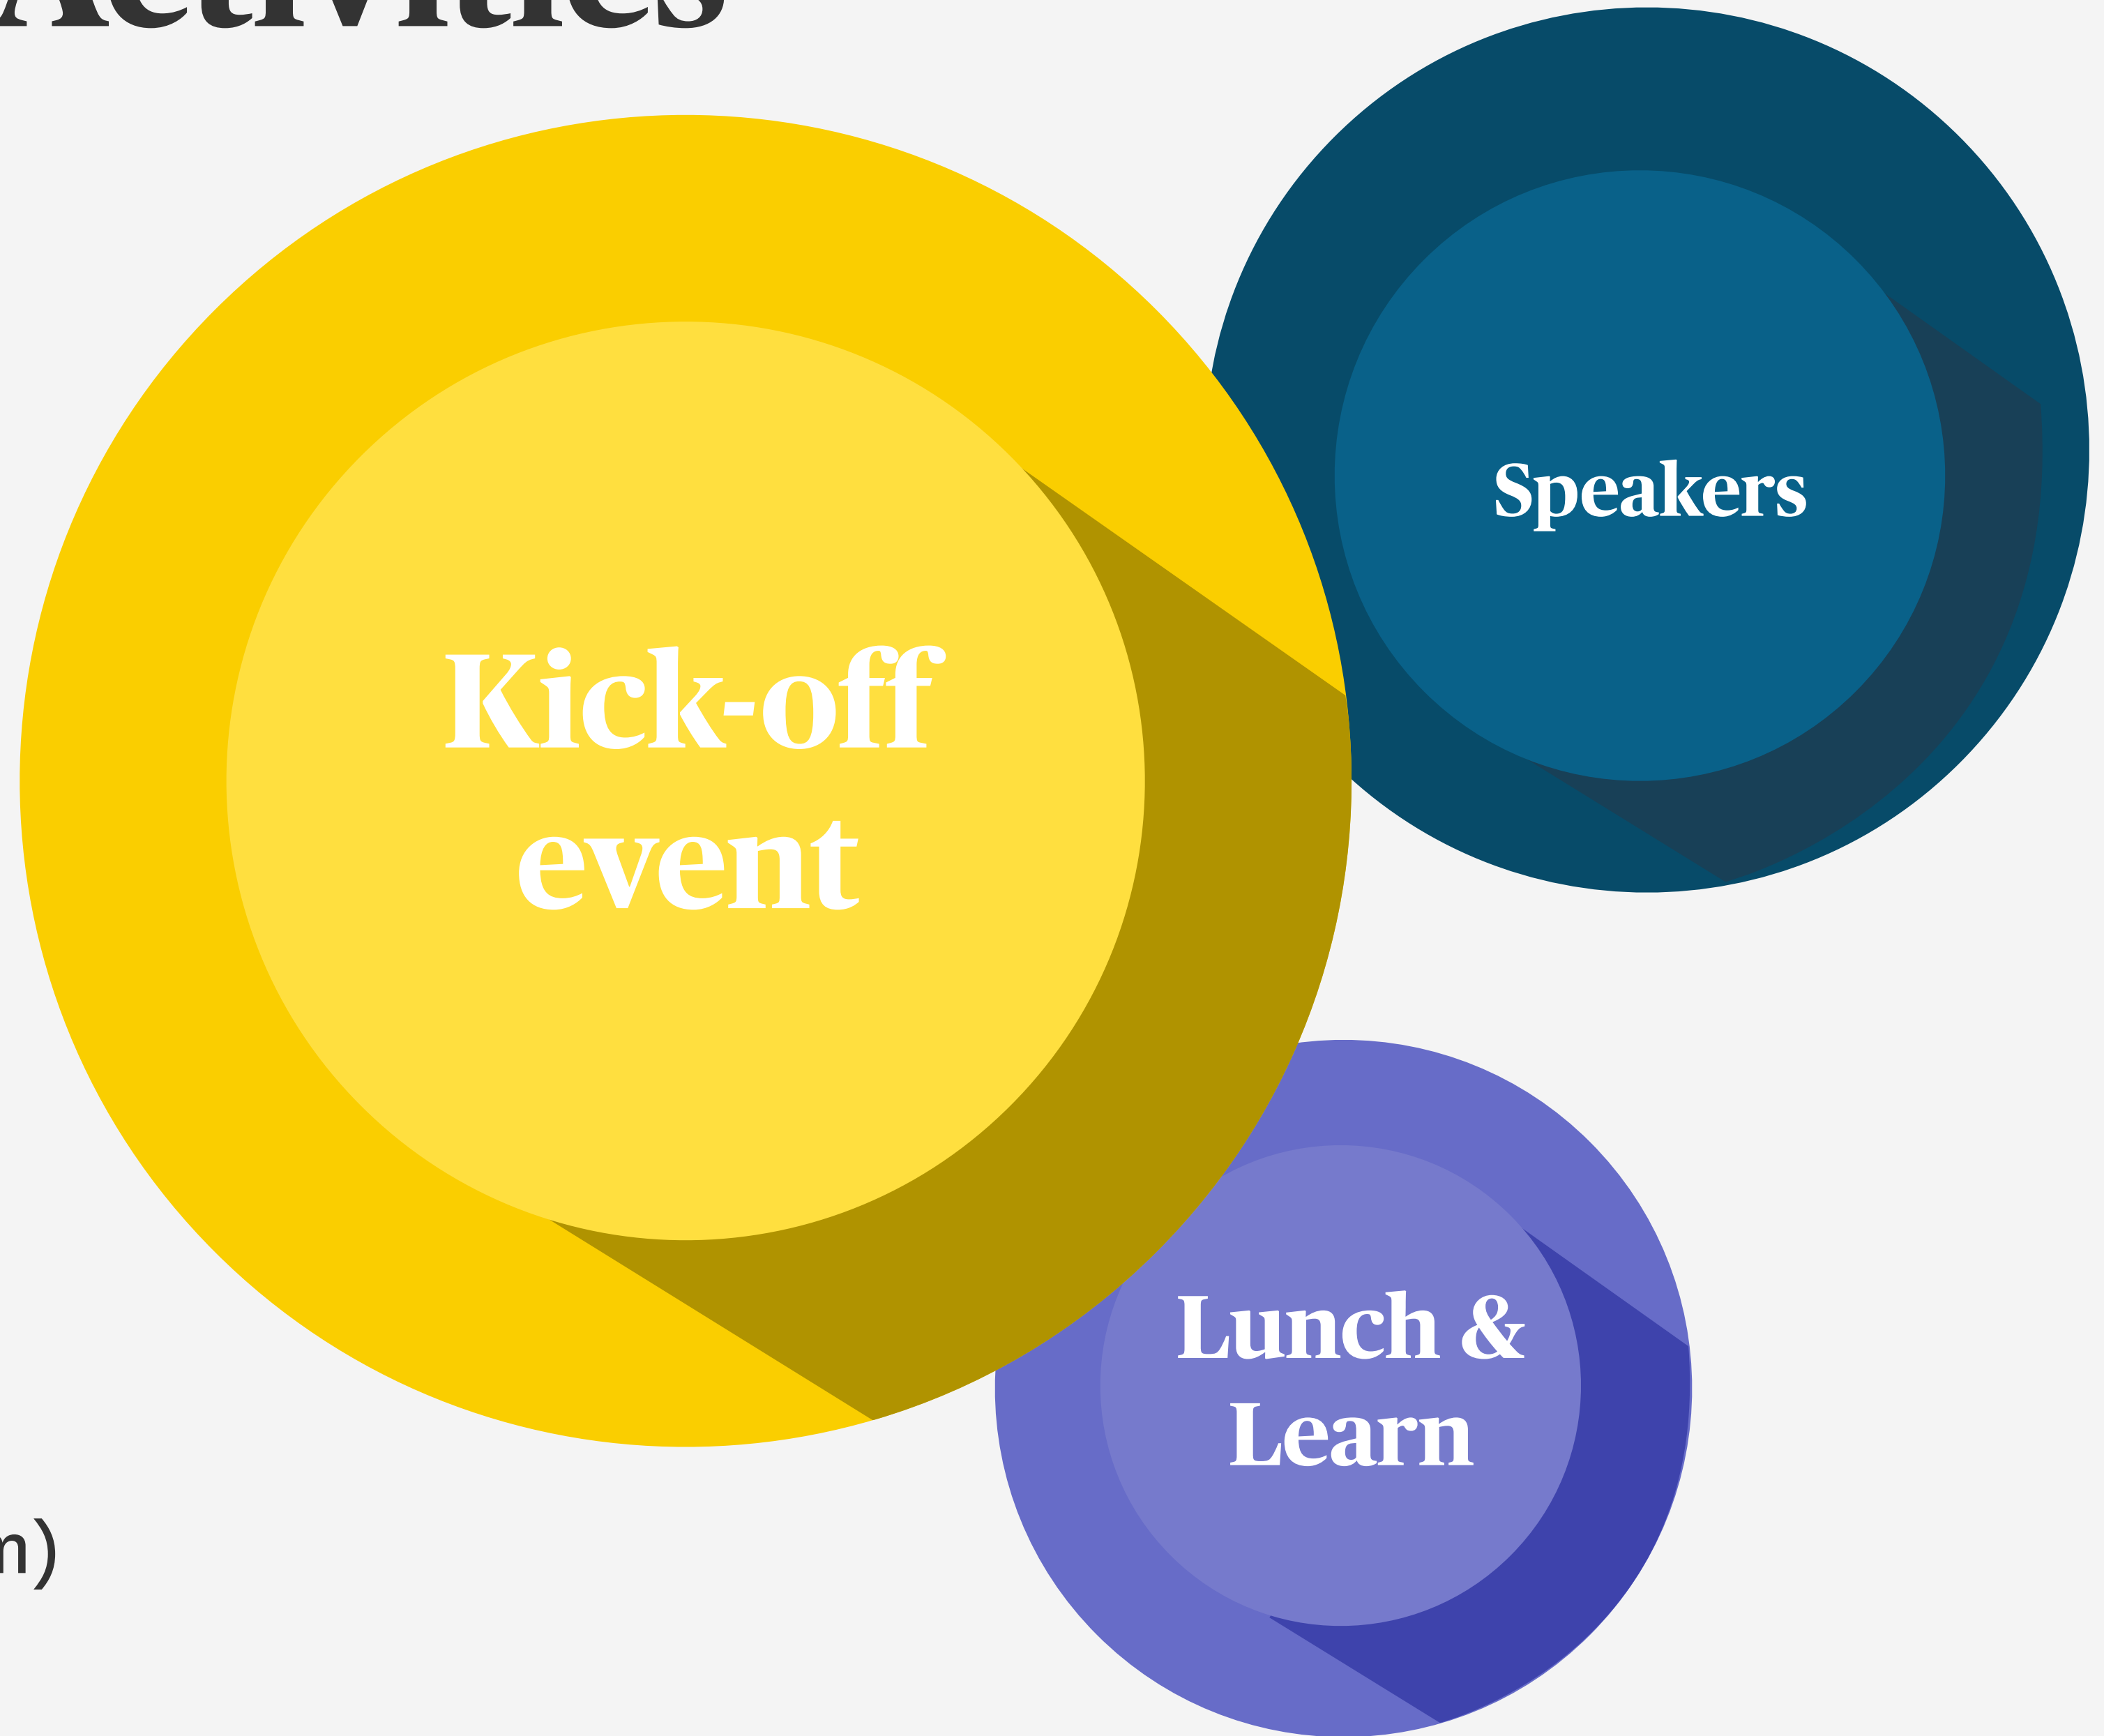 Activities
Speakers
Kick-off
event
Lunch &
Learn
n)